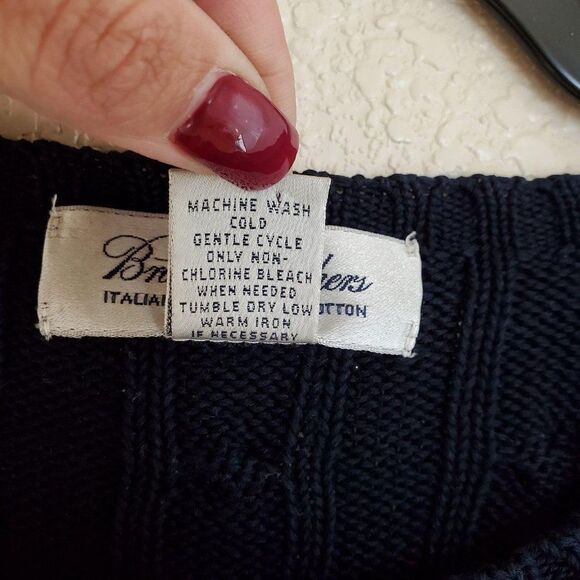 MACHINE WASH
COLD
GENTLE CYCLE
ONLY NON-
CHLORINE BLEACH
WHEN NEEDED
TUMBLE DRY LOW
WARM IRON
IF NECESSARY